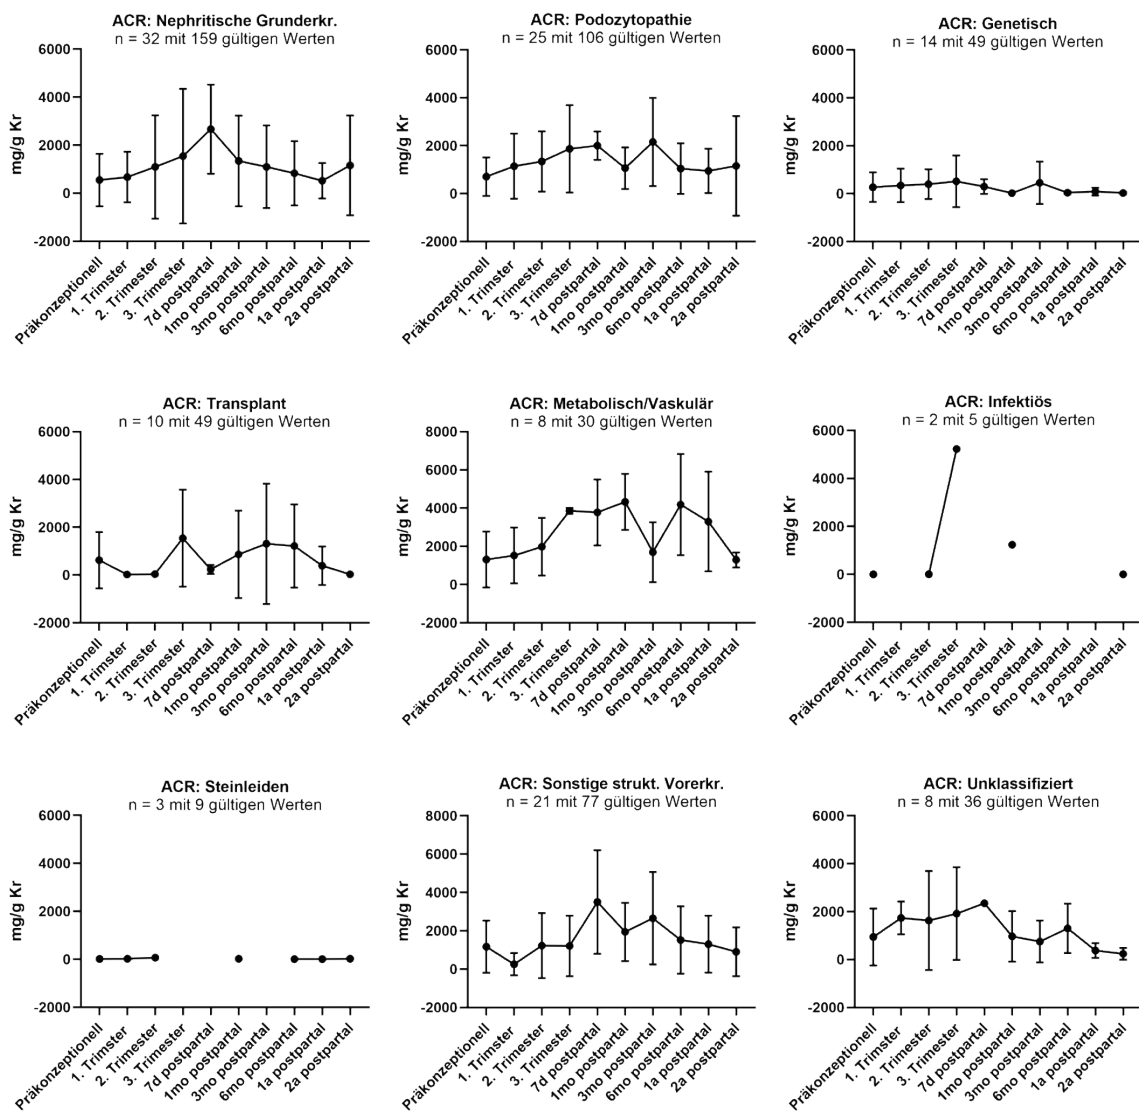 ACR: Nephritische Grunderkr.
n = 32 mit 159 gültigen Werten
mg/g Kr
6000
4000
2000
0
-2000
Präkonzeptionell
1. Trimster
2. Trimester
3. Trimester
7d postpartal
1mo postpartal
3mo postpartal
6mo postpartal
1a postpartal
2a postpartal
ACR: Podozytopathie
n = 25 mit 106 gültigen Werten
mg/g Kr
6000
4000
2000
0
-2000
Präkonzeptionell
1. Trimster
2. Trimester
3. Trimester
7d postpartal
1mo postpartal
3mo postpartal
6mo postpartal
1a postpartal
2a postpartal
ACR: Genetisch
n = 14 mit 49 gültigen Werten
mg/g Kr
6000
4000
2000
0
-2000
Präkonzeptionell
1. Trimster
2. Trimester
3. Trimester
7d postpartal
1mo postpartal
3mo postpartal
6mo postpartal
1a postpartal
2a postpartal
ACR: Transplant
n = 10 mit 49 gültigen Werten
mg/g Kr
6000
4000
2000
0
-2000
Präkonzeptionell
1. Trimster
2. Trimester
3. Trimester
7d postpartal
1mo postpartal
3mo postpartal
6mo postpartal
1a postpartal
2a postpartal
ACR: Metabolisch/Vaskulär
n = 8 mit 30 gültigen Werten
mg/g Kr
8000
6000
4000
2000
0
-2000
Präkonzeptionell
1. Trimster
2. Trimester
3. Trimester
7d postpartal
1mo postpartal
3mo postpartal
6mo postpartal
1a postpartal
2a postpartal
ACR: Infektiös
n = 2 mit 5 gültigen Werten
mg/g Kr
6000
4000
2000
0
-2000
Präkonzeptionell
1. Trimster
2. Trimester
3. Trimester
7d postpartal
1mo postpartal
3mo postpartal
6mo postpartal
1a postpartal
2a postpartal
ACR: Steinleiden
n = 3 mit 9 gültigen Werten
mg/g Kr
6000
4000
2000
0
-2000
Präkonzeptionell
1. Trimster
2. Trimester
3. Trimester
7d postpartal
1mo postpartal
3mo postpartal
6mo postpartal
1a postpartal
2a postpartal
ACR: Sonstige strukt. Vorerkr.
n = 21 mit 77 gültigen Werten
mg/g Kr
8000
6000
4000
2000
0
-2000
Präkonzeptionell
1. Trimster
2. Trimester
3. Trimester
7d postpartal
1mo postpartal
3mo postpartal
6mo postpartal
1a postpartal
2a postpartal
ACR: Unklassifiziert
n = 8 mit 36 gültigen Werten
mg/g Kr
6000
4000
2000
0
-2000
Präkonzeptionell
1. Trimster
2. Trimester
3. Trimester
7d postpartal
1mo postpartal
3mo postpartal
6mo postpartal
1a postpartal
2a postpartal